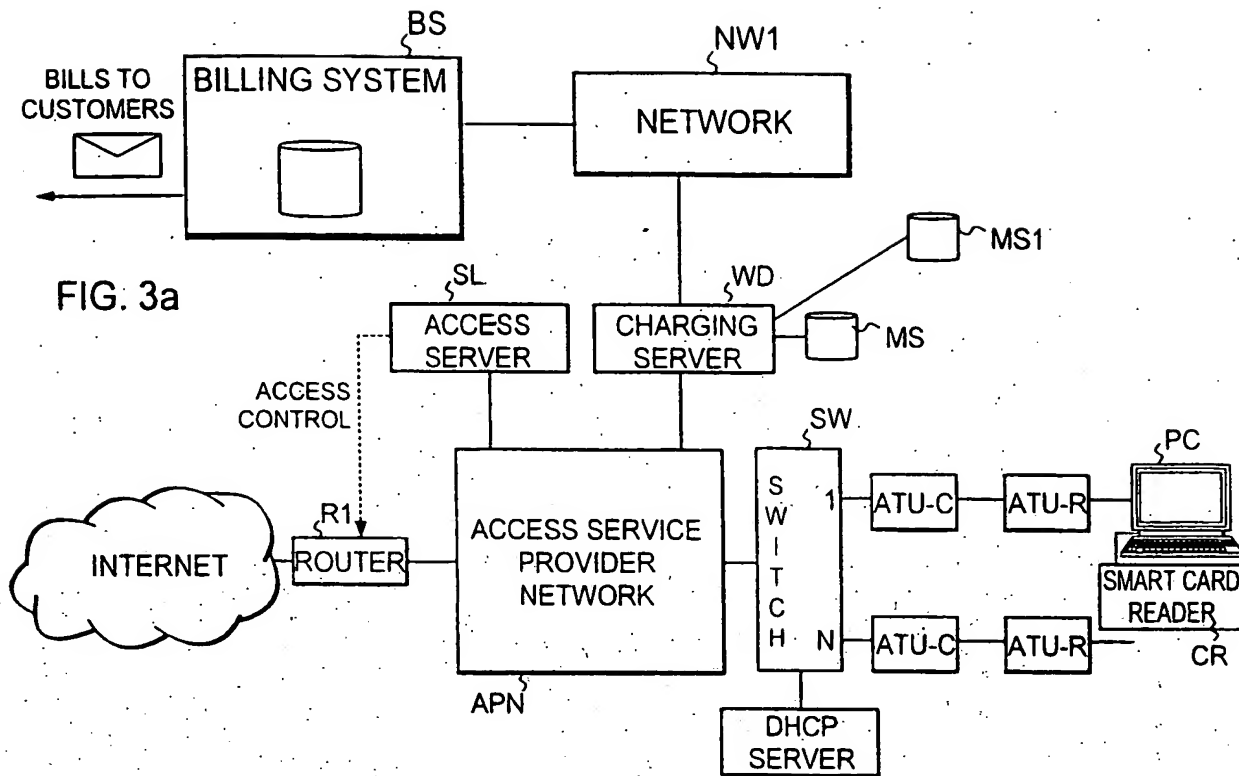 BS
NW1
BILLS TO
CUSTOMERS
BILLING SYSTEM
NETWORK
MS1
FIG. 3a
SL
WD
ACCESS
SERVER
CHARGING
SERVER
MS
ACCESS
CONTROL
SW
PC
R1
INTERNET
ROUTER
ACCESS SERVICE
PROVIDER
NETWORK
SWITCH
1
ATU-C
ATU-R
N
ATU-C
ATU-R
SMART CARD
READER
CR
APN
DHCP
SERVER